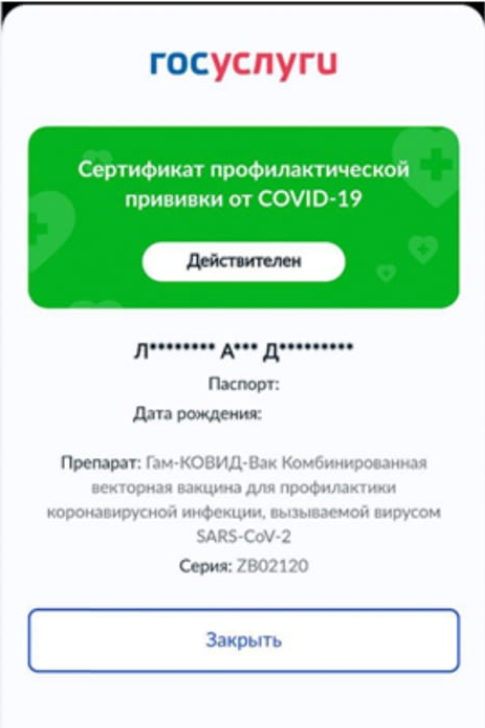 госуслуги
Сертификат профилактической
прививки от COVID-19
Действителен
Л******** А*** Д*********
Паспорт:
Дата рождения:
Препарат: Гам-КОВИД-Вак Комбинированная
векторная вакцина для профилактики
коронавирусной инфекции, вызываемой вирусом
SARS-CoV-2
Серия: ZB02120
Закрыть